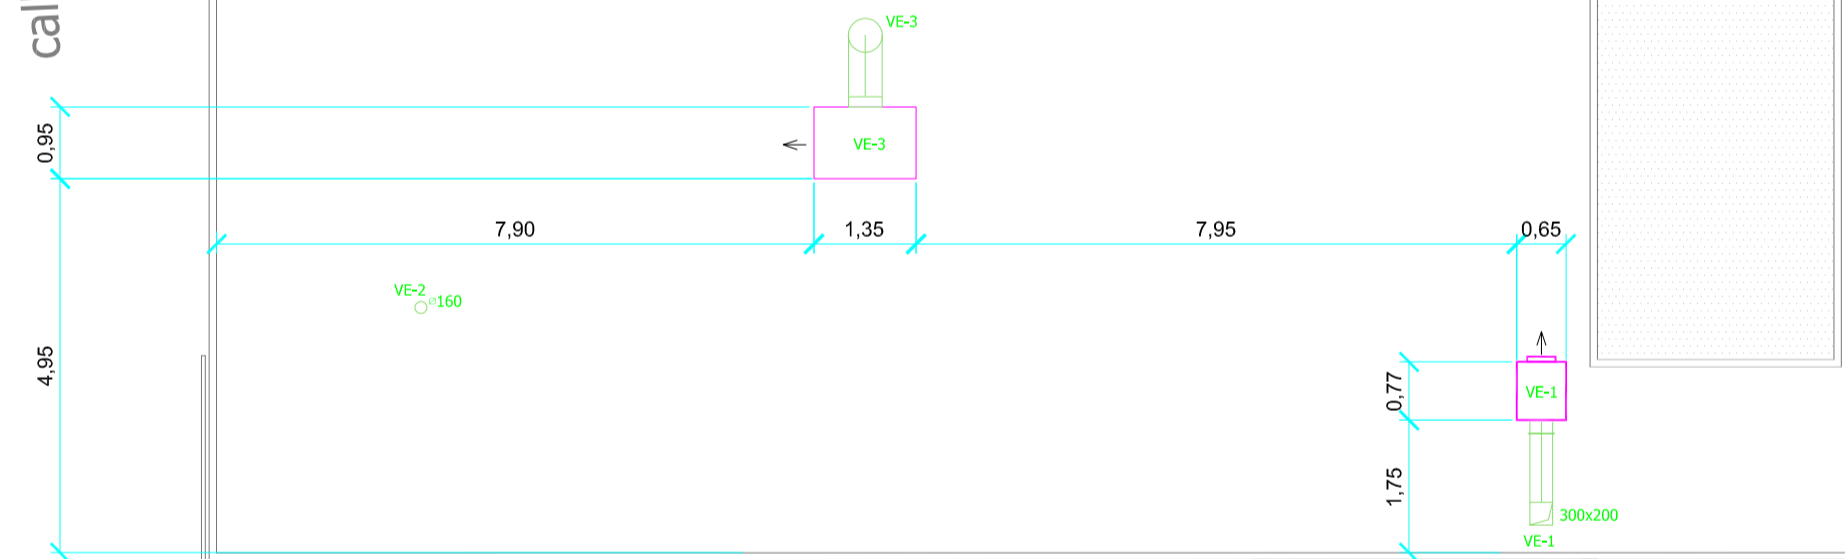 cal
VE-3
0,95
VE-3
7,90
1,35
7,95
0,65
VE-2
⌀160
4,95
0,77
VE-1
1,75
300x200
VE-1